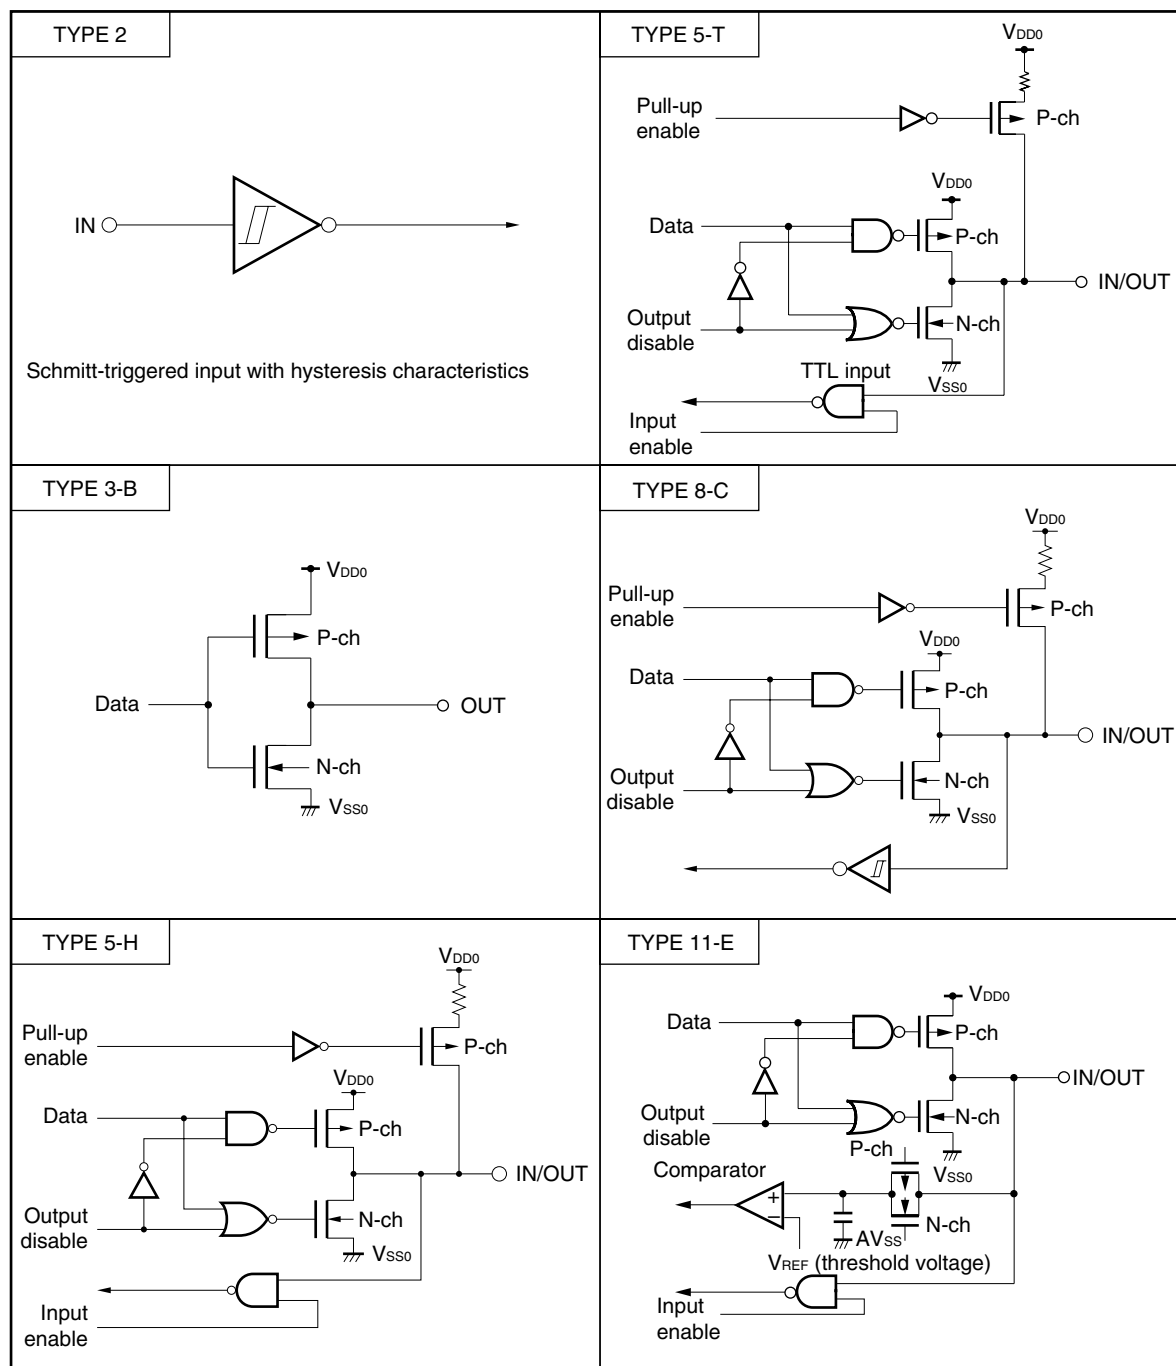 TYPE 2
IN
Schmitt-triggered input with hysteresis characteristics
TYPE 5-T
VDD0
Pull-up
enable
P-ch
VDD0
Data
P-ch
IN/OUT
Output
disable
N-ch
VSS0
TTL input
Input
enable
TYPE 3-B
VDD0
P-ch
Data
OUT
N-ch
VSS0
TYPE 8-C
VDD0
Pull-up
enable
P-ch
VDD0
Data
P-ch
IN/OUT
Output
disable
N-ch
VSS0
TYPE 5-H
VDD0
Pull-up
enable
P-ch
VDD0
Data
P-ch
IN/OUT
Output
disable
N-ch
VSS0
Input
enable
TYPE 11-E
VDD0
Data
P-ch
IN/OUT
Output
disable
N-ch
P-ch
VSS0
Comparator
+
−
N-ch
AVSS
VREF (threshold voltage)
Input
enable